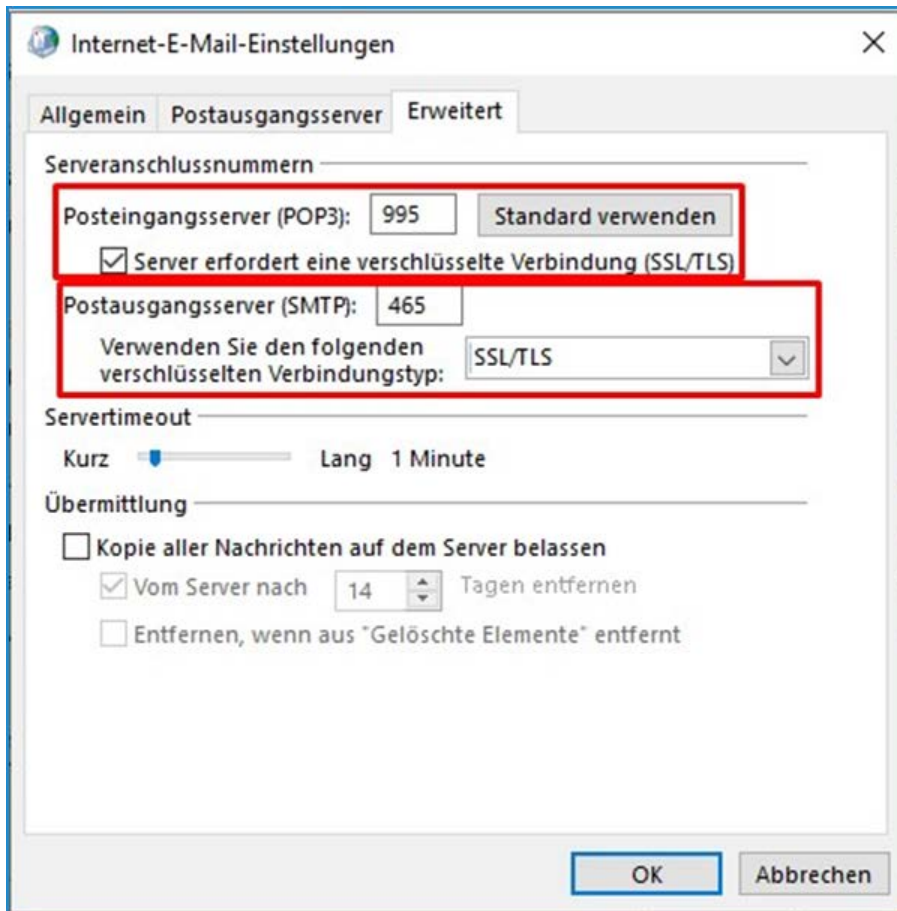 Internet-E-Mail-Einstellungen
Allgemein Postausgangsserver Erweitert
Serveranschlussnummern
Posteingangsserver (POP3): 995 Standard verwenden
Server erfordert eine verschlüsselte Verbindung (SSL/TLS)
Postausgangsserver (SMTP): 465
Verwenden Sie den folgenden
verschlüsselten Verbindungstyp: SSL/TLS
Servertimeout
Kurz Lang 1 Minute
Übermittlung
Kopie aller Nachrichten auf dem Server belassen
Vom Server nach 14 Tagen entfernen
Entfernen, wenn aus "Gelöschte Elemente" entfernt
OK Abbrechen